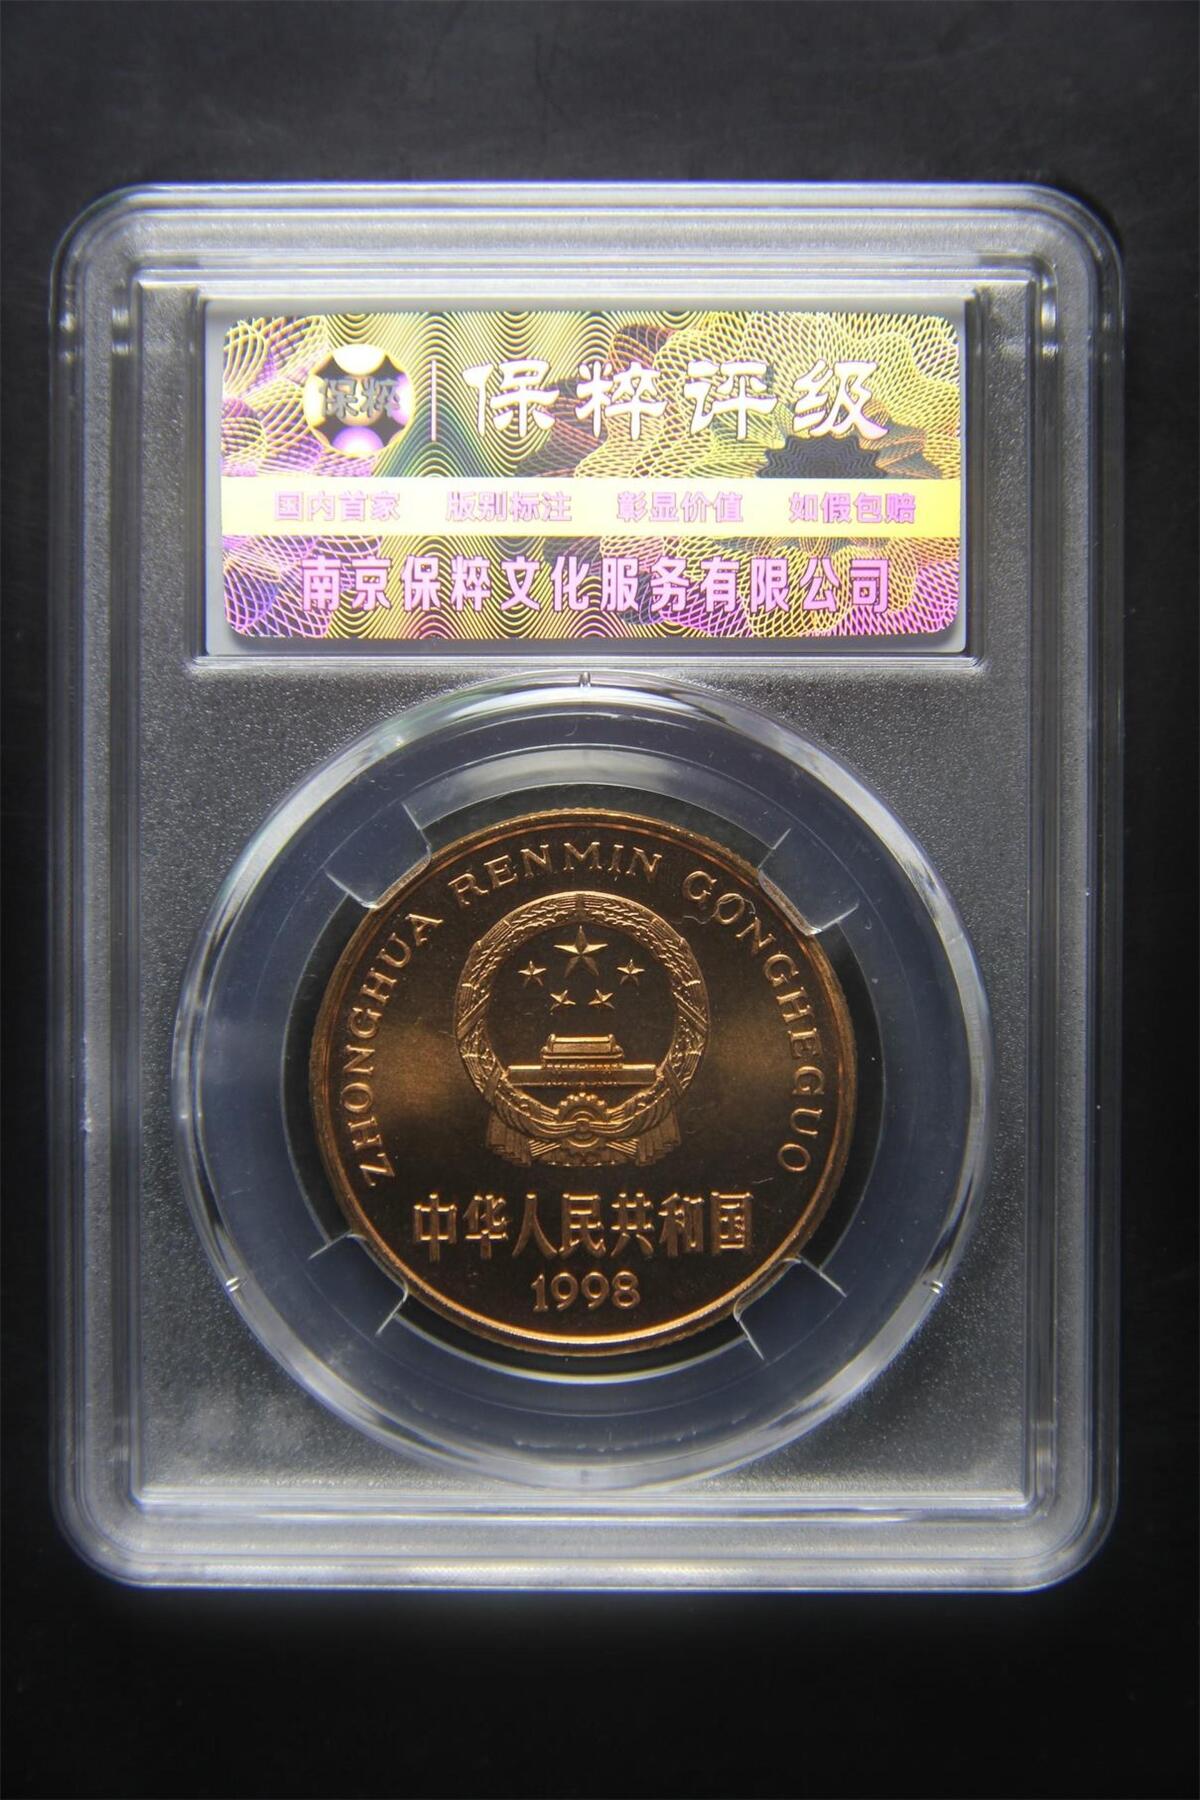 保粹 保粹评级
国内首家 版别标注 彰显价值 如假包赔
南京保粹文化服务有限公司
ZHONGHUA RENMIN GONGHEGUO
中华人民共和国
1998